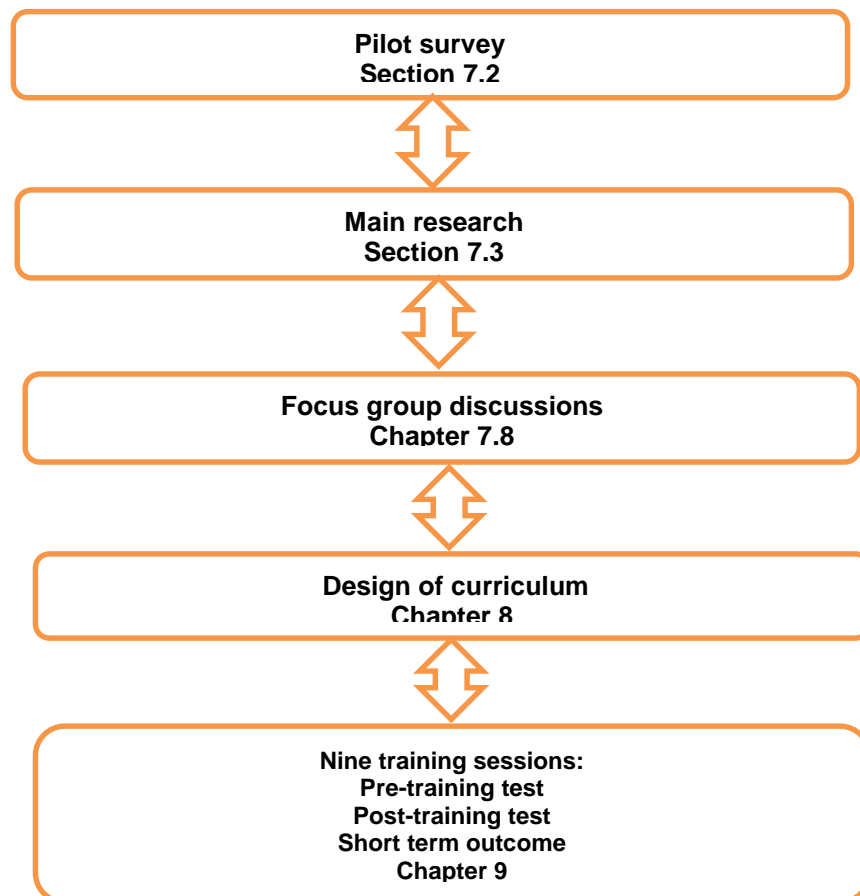 Pilot survey
Section 7.2
Main research
Section 7.3
Focus group discussions
Chapter 7.8
Design of curriculum
Chapter 8
Nine training sessions:
Pre-training test
Post-training test
Short term outcome
Chapter 9